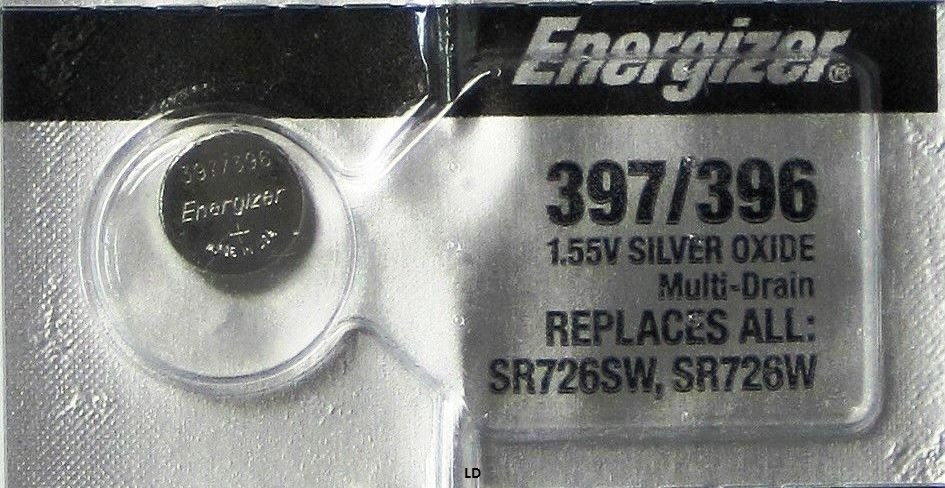 Energizer®
397/396
1.55V SILVER OXIDE
Multi-Drain
REPLACES ALL:
SR726SW, SR726W
397/396
Energizer
+
LD